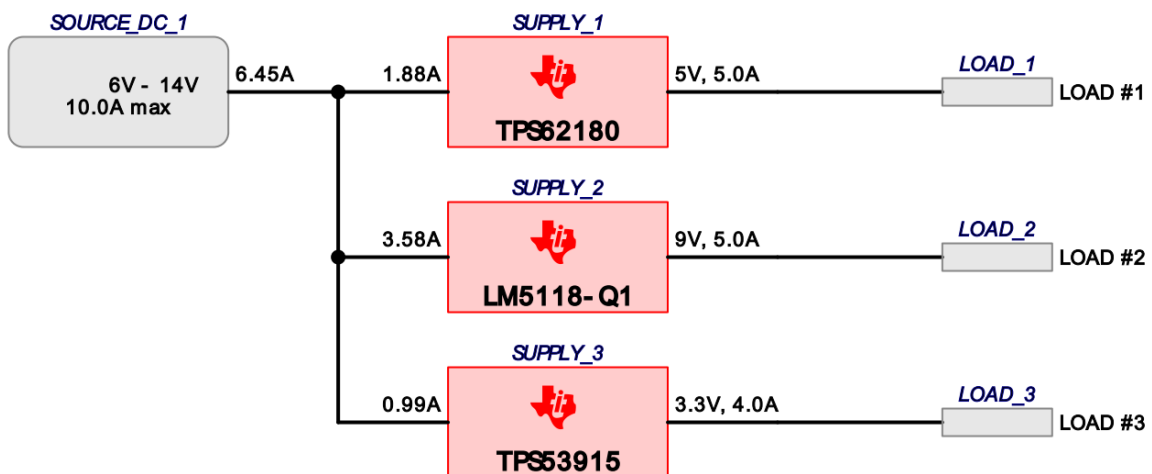 SOURCE_DC_1
6V - 14V
10.0A max
6.45A
SUPPLY_1
1.88A
TPS62180
5V, 5.0A
LOAD_1
LOAD #1
SUPPLY_2
3.58A
LM5118-Q1
9V, 5.0A
LOAD_2
LOAD #2
SUPPLY_3
0.99A
TPS53915
3.3V, 4.0A
LOAD_3
LOAD #3